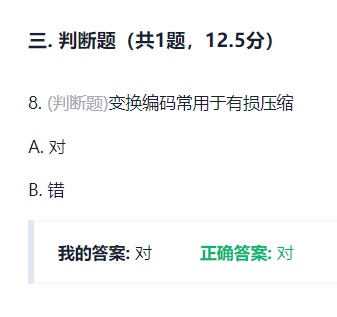 三. 判断题（共1题，12.5分）
8. (判断题)变换编码常用于有损压缩
A. 对
B. 错
我的答案: 对 正确答案: 对